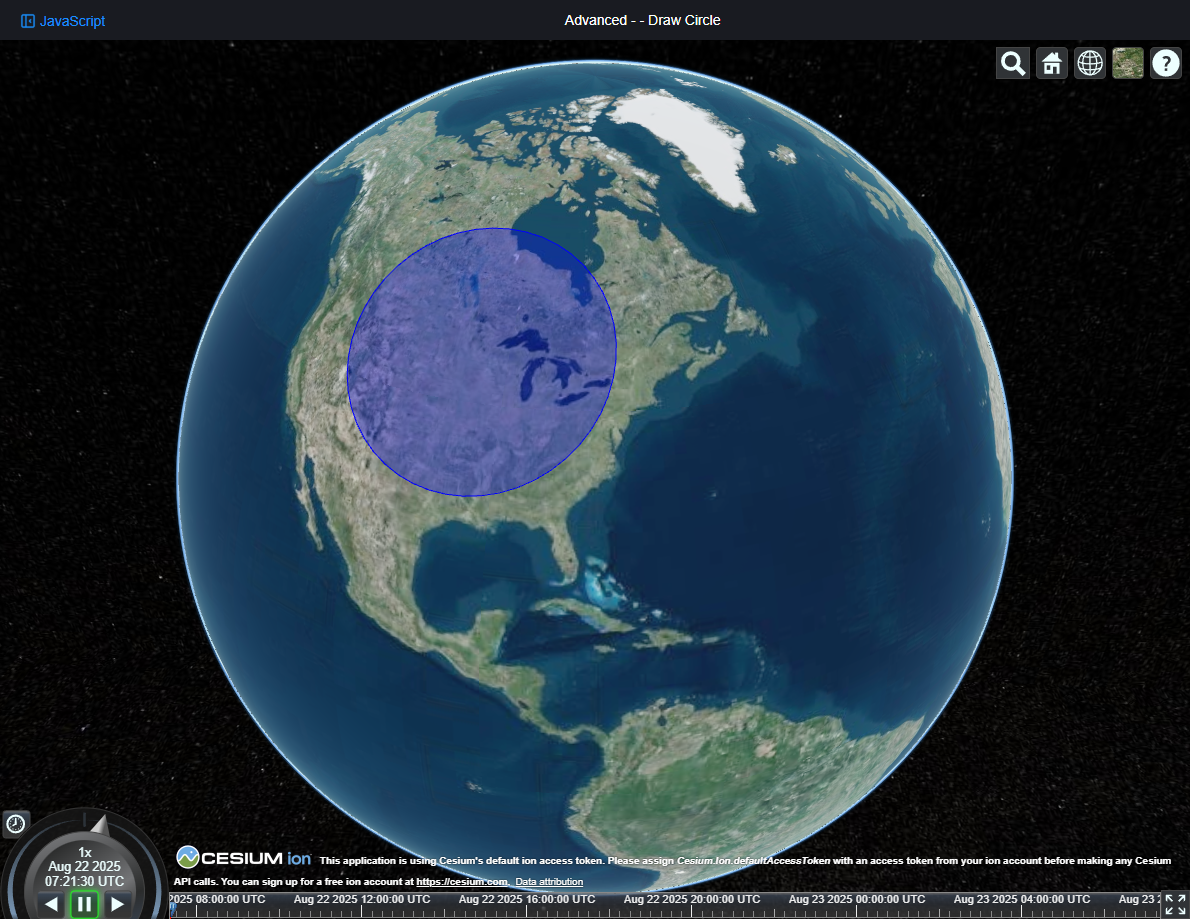 JavaScript
Advanced - - Draw Circle
?
1x
Aug 22 2025
07:21:30 UTC
CESIUM ion This application is using Cesium's default ion access token. Please assign Cesium.Ion.defaultAccessToken with an access token from your ion account before making any Cesium
API calls. You can sign up for a free ion account at https://cesium.com. Data attribution
2025 08:00:00 UTC Aug 22 2025 12:00:00 UTC Aug 22 2025 16:00:00 UTC Aug 22 2025 20:00:00 UTC Aug 23 2025 00:00:00 UTC Aug 23 2025 04:00:00 UTC Aug 23 2